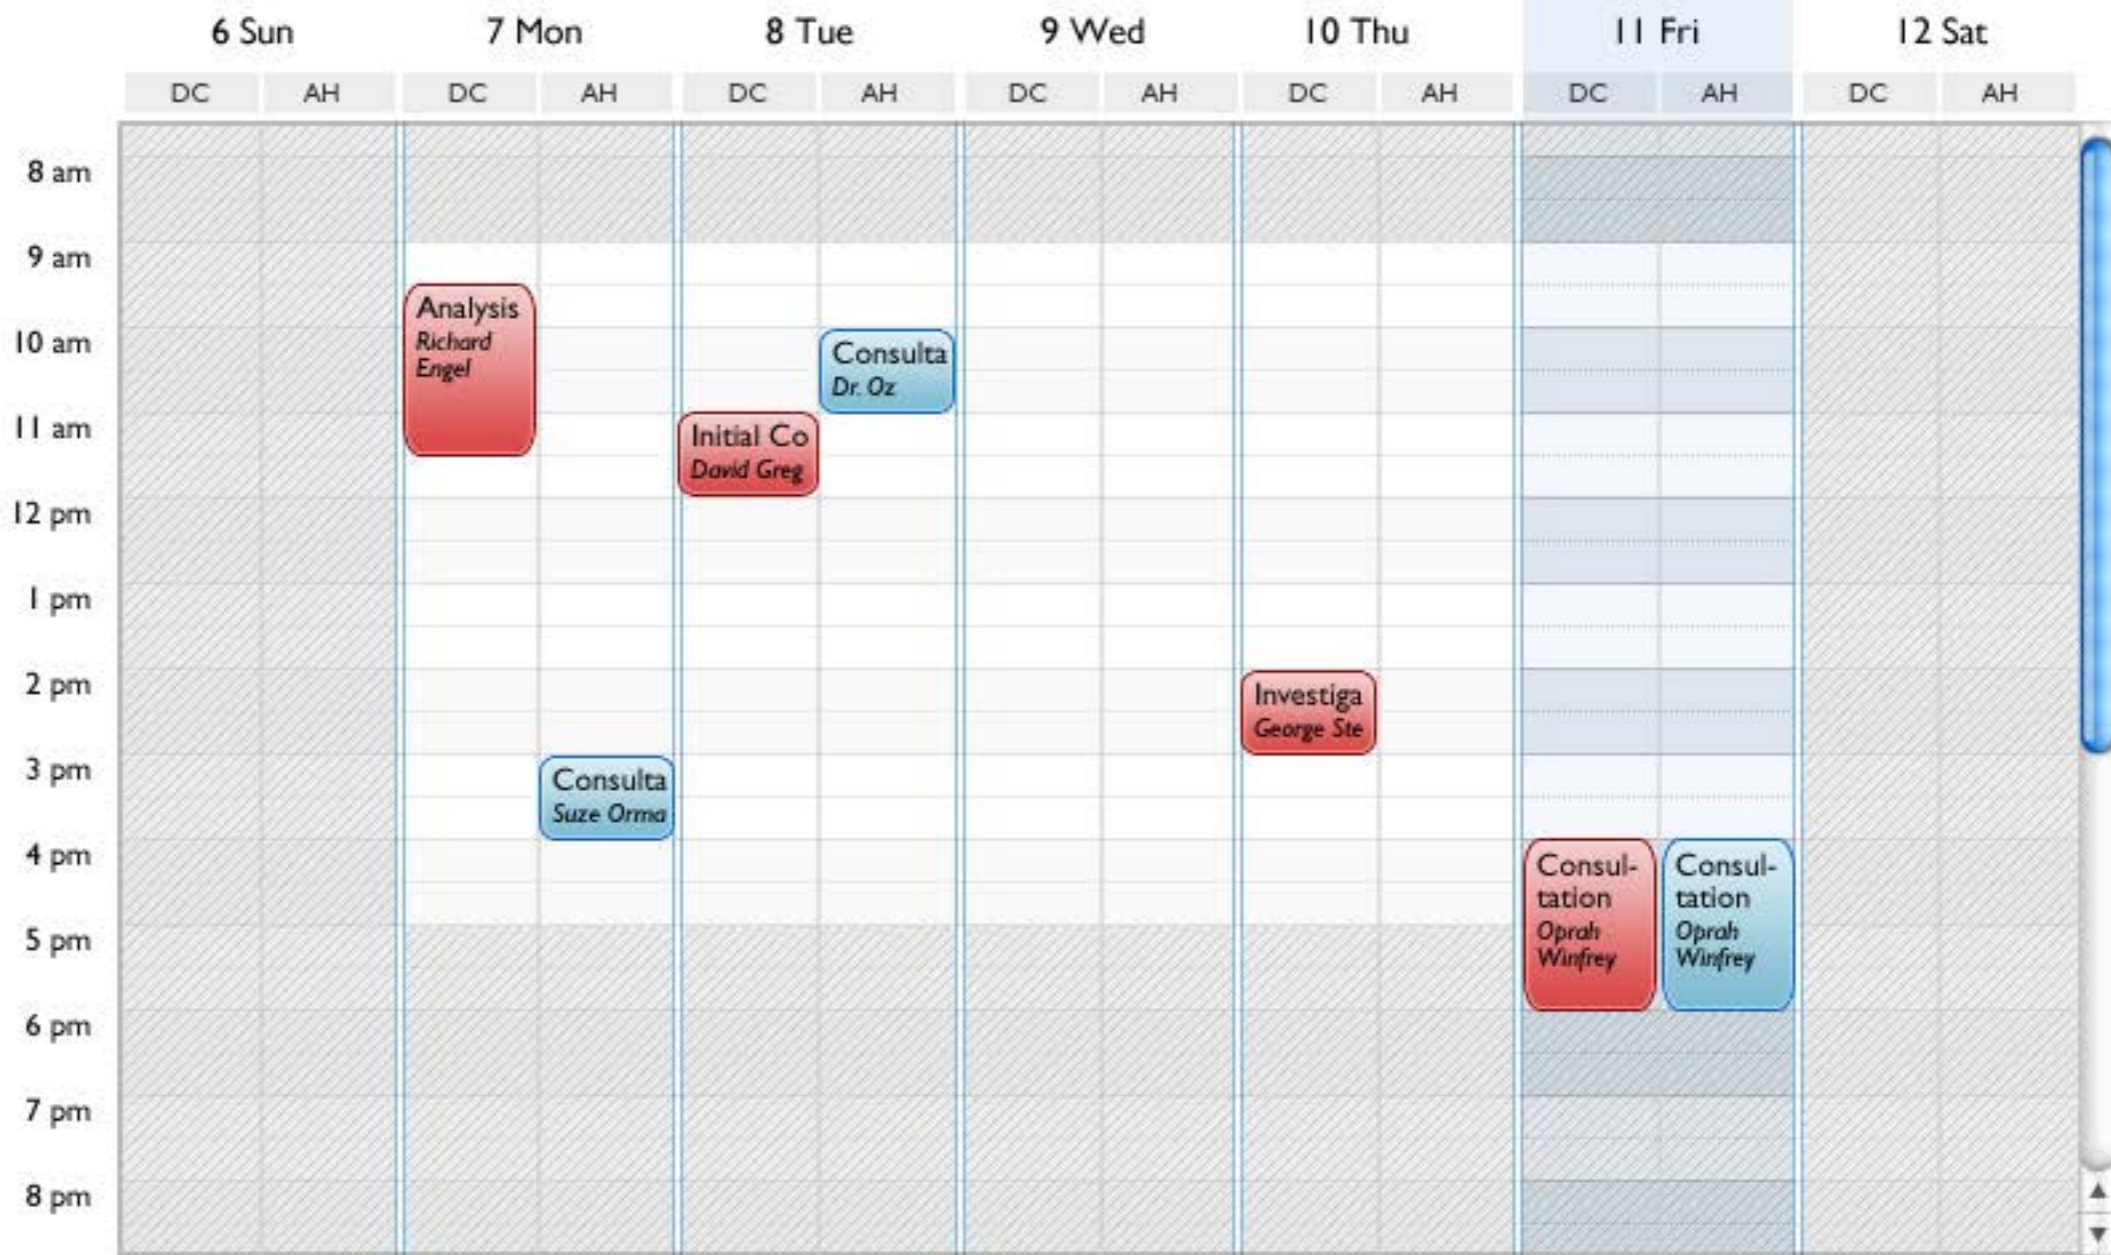 6 Sun 7 Mon 8 Tue 9 Wed 10 Thu 11 Fri 12 Sat
DC AH DC AH DC AH DC AH DC AH DC AH DC AH
8 am
9 am
Analysis
Richard
Engel
10 am
Consulta
Dr. Oz
11 am
Initial Co
David Greg
12 pm
1 pm
2 pm
Investiga
George Ste
3 pm
Consulta
Suze Orma
4 pm
Consul-
tation
Oprah
Winfrey
Consul-
tation
Oprah
Winfrey
5 pm
6 pm
7 pm
8 pm